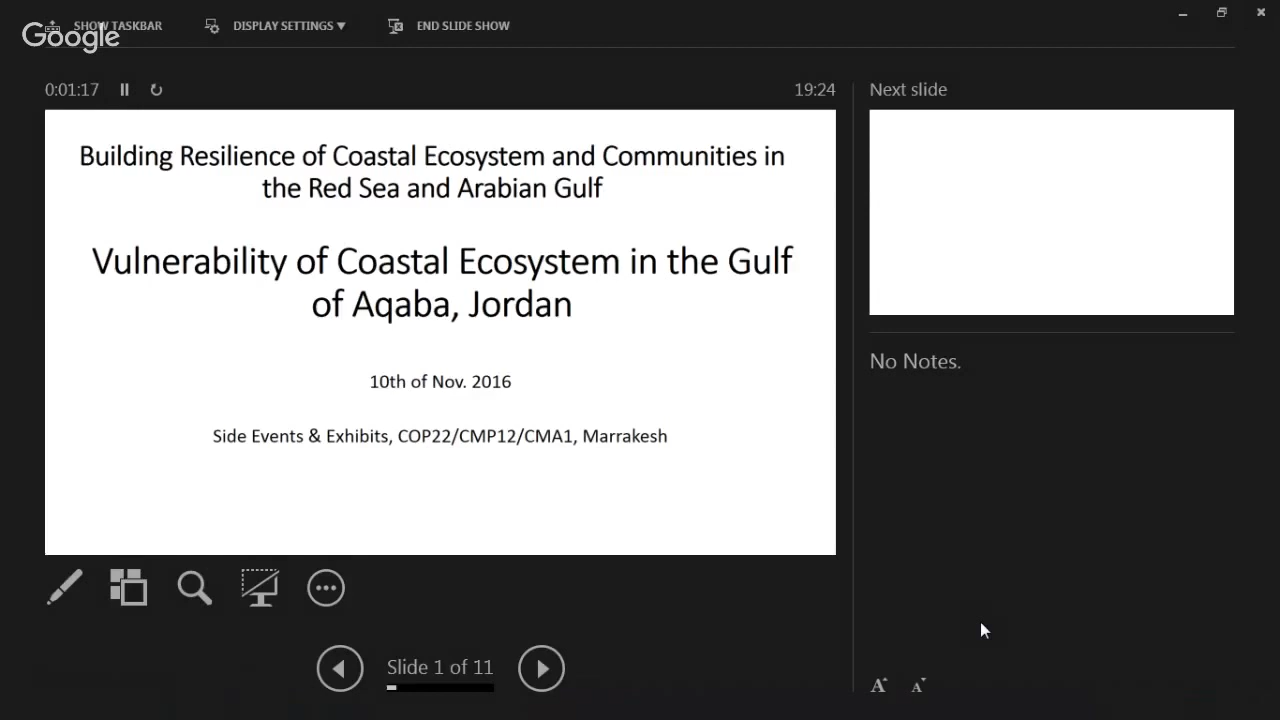 SHOW TASKBAR
DISPLAY SETTINGS ▼
END SLIDE SHOW
Google
0:01:17
19:24
Next slide
Building Resilience of Coastal Ecosystem and Communities in
the Red Sea and Arabian Gulf
Vulnerability of Coastal Ecosystem in the Gulf
of Aqaba, Jordan
10th of Nov. 2016
Side Events & Exhibits, COP22/CMP12/CMA1, Marrakesh
No Notes.
Slide 1 of 11
A A